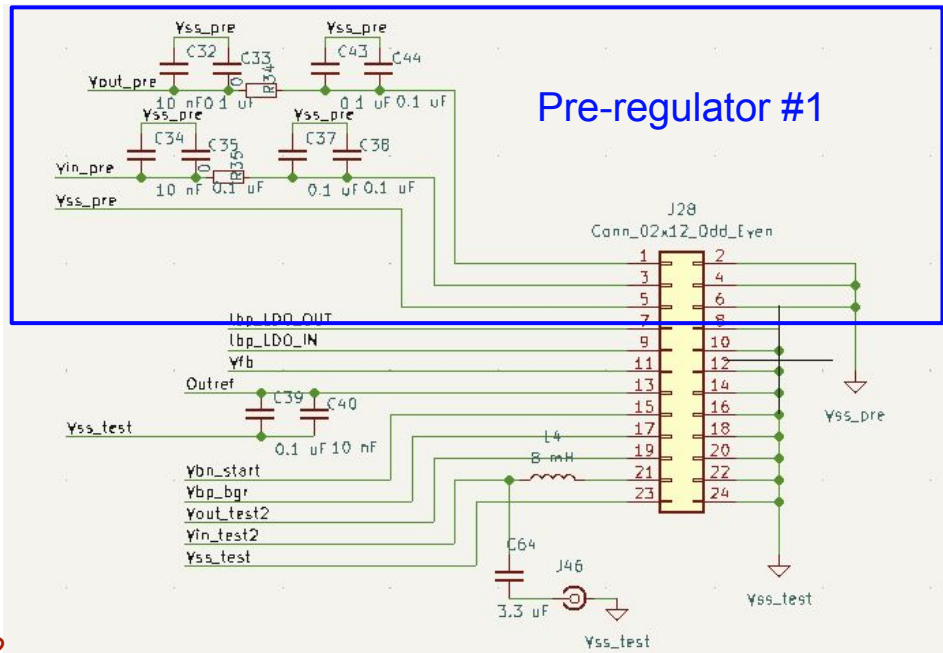 Vss_pre Vss_pre
C32 C33 C43 C44
0 R34
Vout_pre
10 nF 0.1 uF 0.1 uF 0.1 uF
Pre-regulator #1
Vss_pre Vss_pre
C34 C35 C37 C38
0 R35
Vin_pre
10 nF 0.1 uF 0.1 uF 0.1 uF
Vss_pre
J28
Conn_02x12_Odd_Even
1 2
3 4
5 6
Ibp_LDO_OUT 7 8
Ibp_LDO_IN 9 10
Vfb 11 12
Outref 13 14
C39 C40
15 16
Vss_pre
Vss_test 17 18
0.1 uF 10 nF
L4
8 mH
19 20
Vbn_start 21 22
Vbp_bgr 23 24
Vout_test2
Vin_test2
Vss_test
C64
J46
3.3 uF
Vss_test
Vss_test